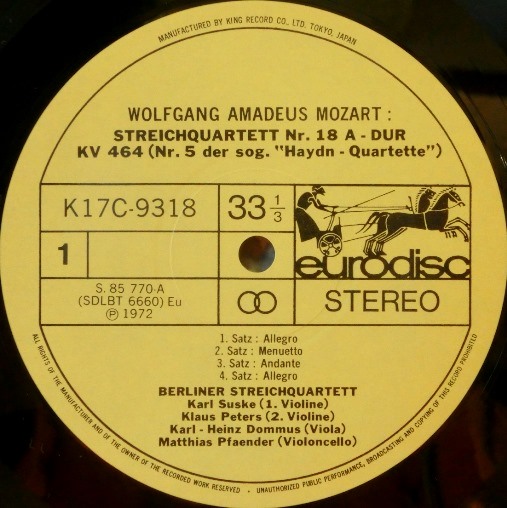 MANUFACTURED BY KING RECORD CO., LTD. TOKYO, JAPAN
WOLFGANG AMADEUS MOZART :
STREICHQUARTETT Nr. 18 A - DUR
KV 464 (Nr. 5 der sog. "Haydn - Quartette")
K17C-9318
33 1/3
1
eurodisc
S. 85 770-A
(SDLBT 6660) Eu
℗ 1972
STEREO
1. Satz : Allegro
2. Satz : Menuetto
3. Satz : Andante
4. Satz : Allegro
BERLINER STREICHQUARTETT
Karl Suske (1. Violine)
Klaus Peters (2. Violine)
Karl - Heinz Dommus (Viola)
Matthias Pfaender (Violoncello)
ALL RIGHTS OF THE MANUFACTURER AND OF THE OWNER OF THE RECORDED WORK RESERVED · UNAUTHORIZED PUBLIC PERFORMANCE, BROADCASTING AND COPYING OF THIS RECORD PROHIBITED